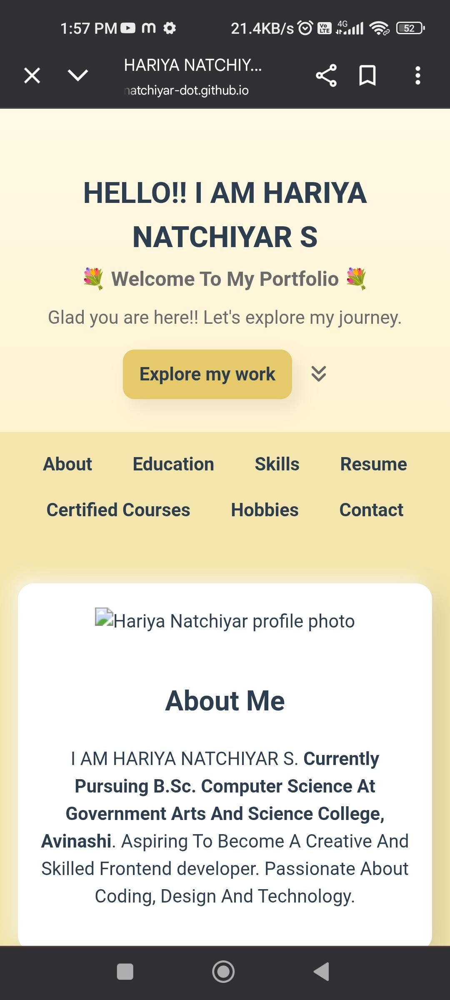 1:57 PM
21.4KB/s
Vo LTE
4G
52
HARIYA NATCHIY...
natchiyar-dot.github.io
HELLO!! I AM HARIYA
NATCHIYAR S
💐 Welcome To My Portfolio 💐
Glad you are here!! Let's explore my journey.
Explore my work
About Education Skills Resume
Certified Courses Hobbies Contact
Hariya Natchiyar profile photo
About Me
I AM HARIYA NATCHIYAR S. Currently
Pursuing B.Sc. Computer Science At
Government Arts And Science College,
Avinashi. Aspiring To Become A Creative And
Skilled Frontend developer. Passionate About
Coding, Design And Technology.